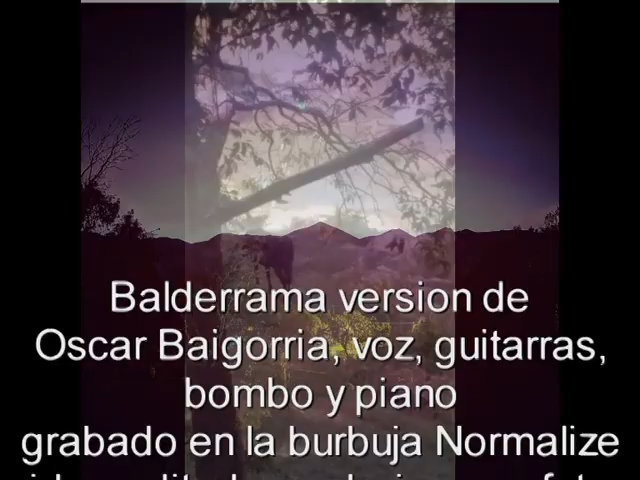 Balderrama version de
Oscar Baigorria, voz, guitarras,
bombo y piano
grabado en la burbuja Normalize